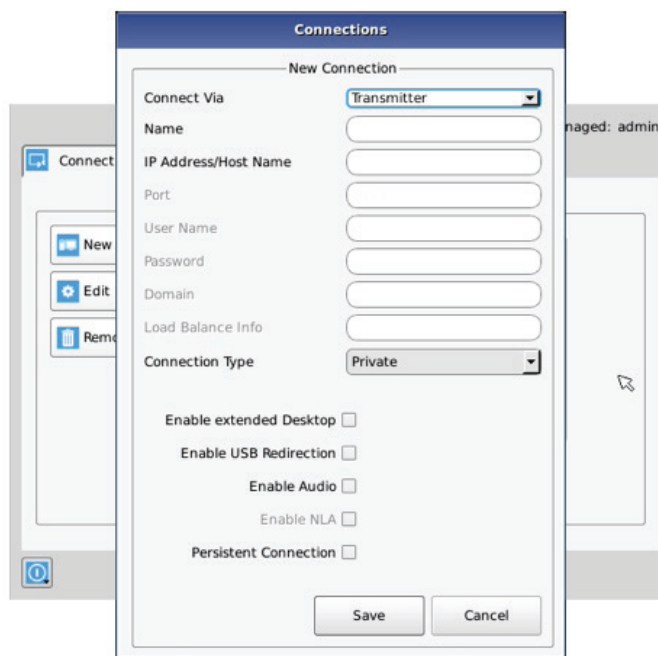 Connections
New Connection
Connect Via Transmitter
Name
IP Address/Host Name
Port
User Name
Password
Domain
Load Balance Info
Connection Type Private
Enable extended Desktop
Enable USB Redirection
Enable Audio
Enable NLA
Persistent Connection
Save Cancel
Connect
New
Edit
Remo
naged: admin